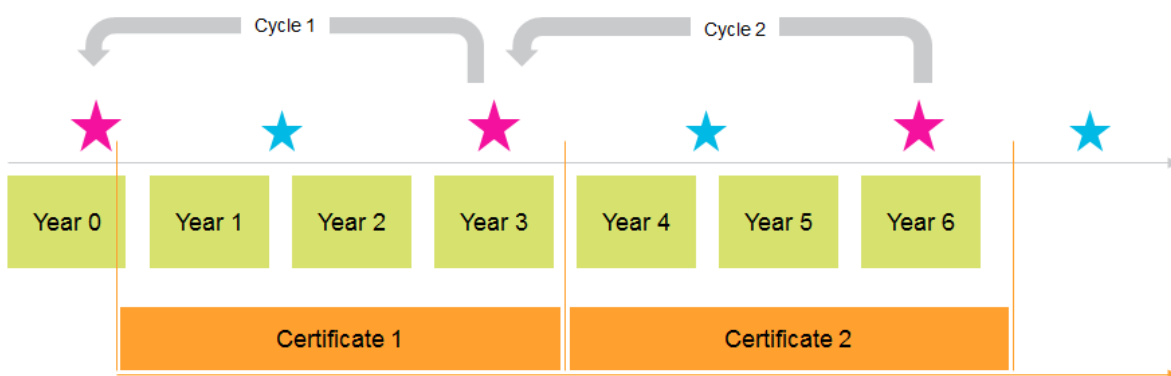 Cycle 1
Cycle 2
Year 0
Year 1
Year 2
Year 3
Year 4
Year 5
Year 6
Certificate 1
Certificate 2